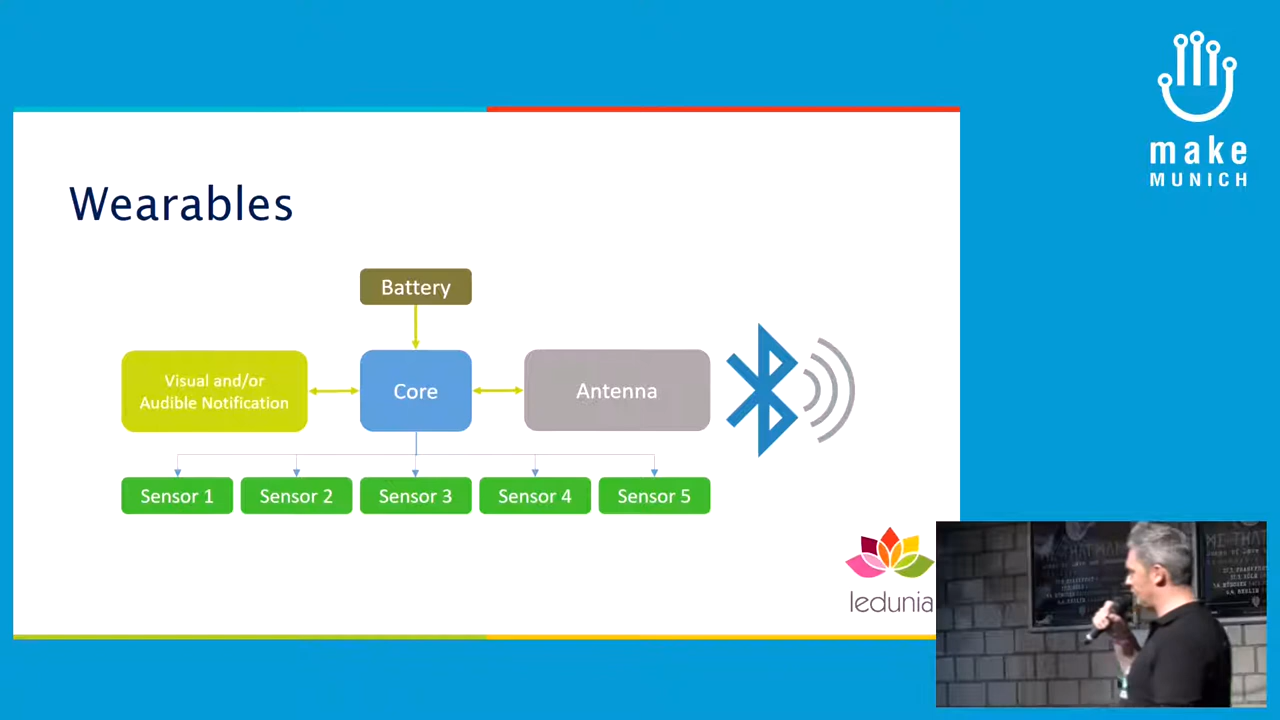 make
MUNICH
Wearables
Battery
Visual and/or
Audible Notification
Core
Antenna
Sensor 1
Sensor 2
Sensor 3
Sensor 4
Sensor 5
ledunia